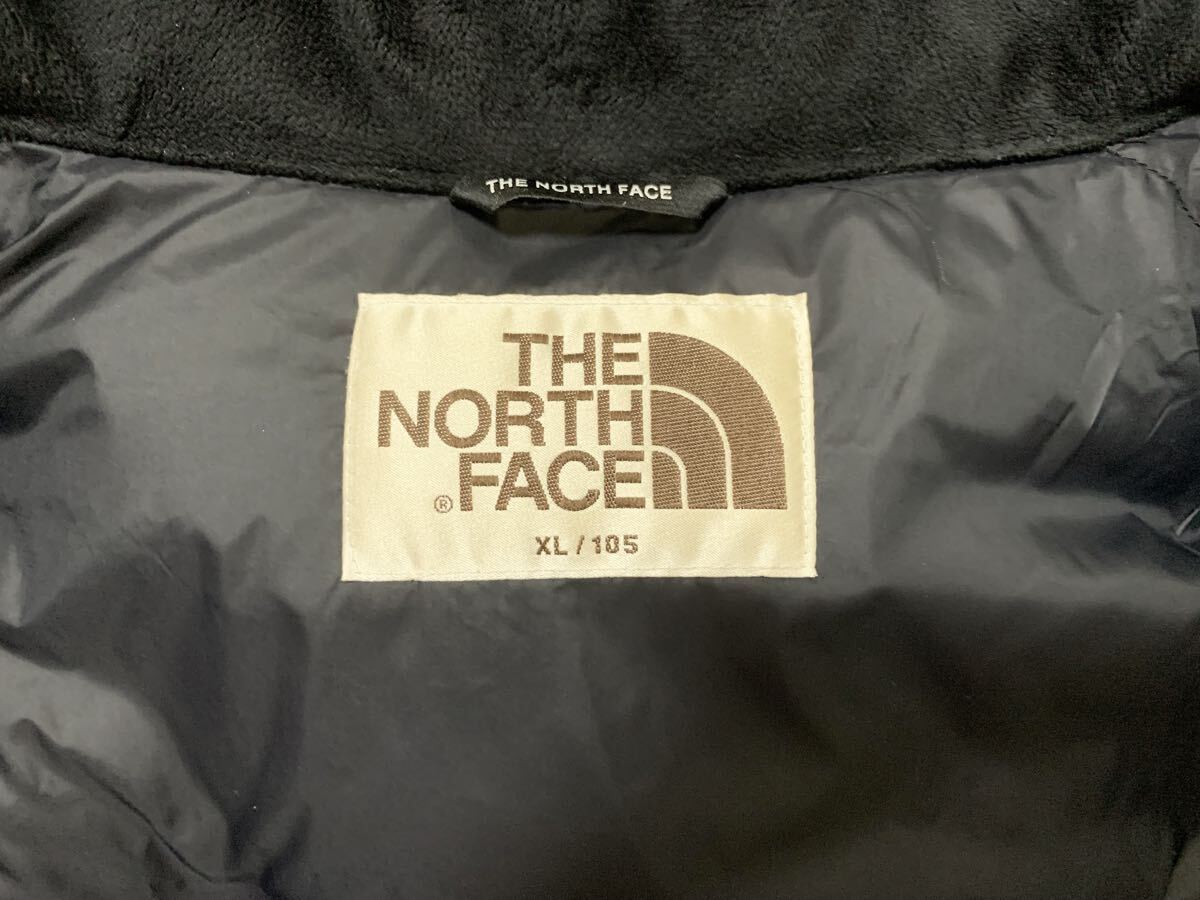 THE NORTH FACE
THE
NORTH
® FACE
XL / 105